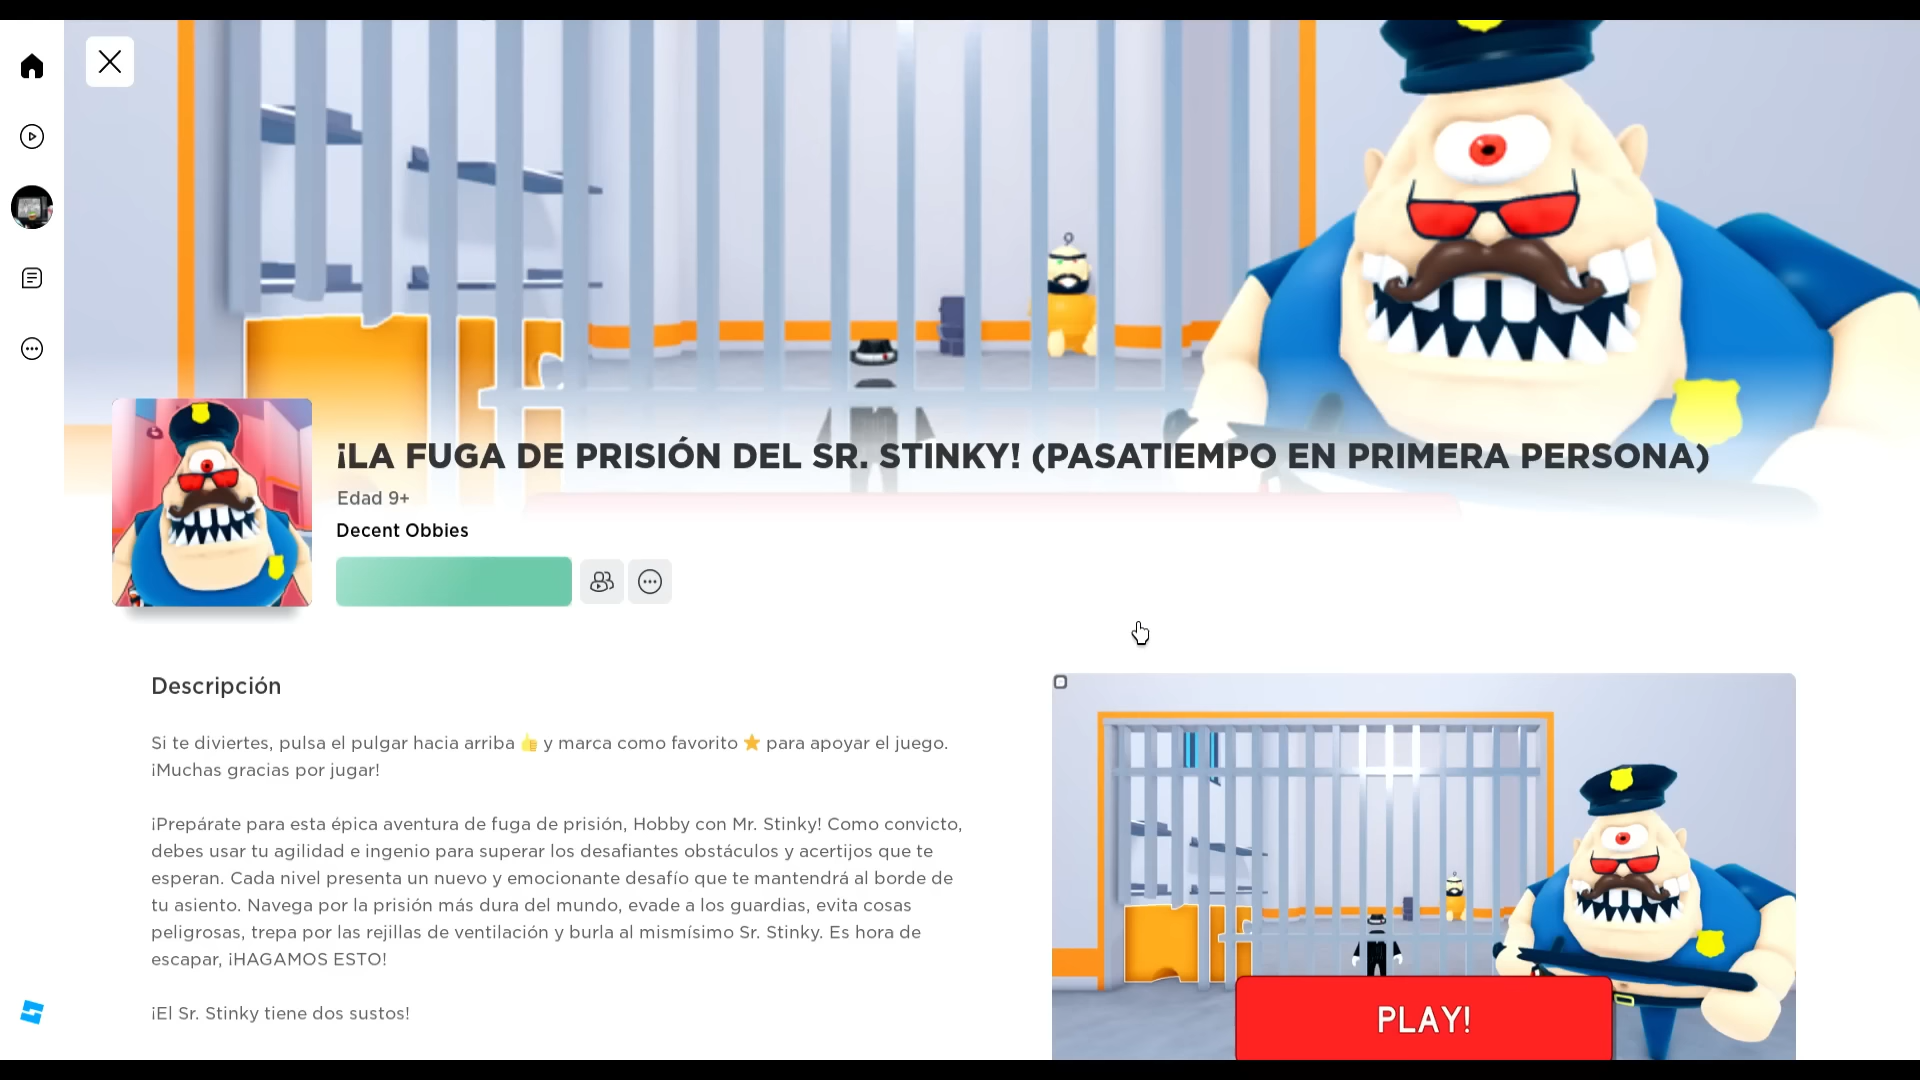 ¡LA FUGA DE PRISIÓN DEL SR. STINKY! (PASATIEMPO EN PRIMERA PERSONA)
Edad 9+
Decent Obbies
Descripción
Si te diviertes, pulsa el pulgar hacia arriba 👍 y marca como favorito ⭐ para apoyar el juego.
¡Muchas gracias por jugar!
¡Prepárate para esta épica aventura de fuga de prisión, Hobby con Mr. Stinky! Como convicto,
debes usar tu agilidad e ingenio para superar los desafiantes obstáculos y acertijos que te
esperan. Cada nivel presenta un nuevo y emocionante desafío que te mantendrá al borde de
tu asiento. Navega por la prisión más dura del mundo, evade a los guardias, evita cosas
peligrosas, trepa por las rejillas de ventilación y burla al mismísimo Sr. Stinky. Es hora de
escapar, ¡HAGAMOS ESTO!
¡El Sr. Stinky tiene dos sustos!
PLAY!